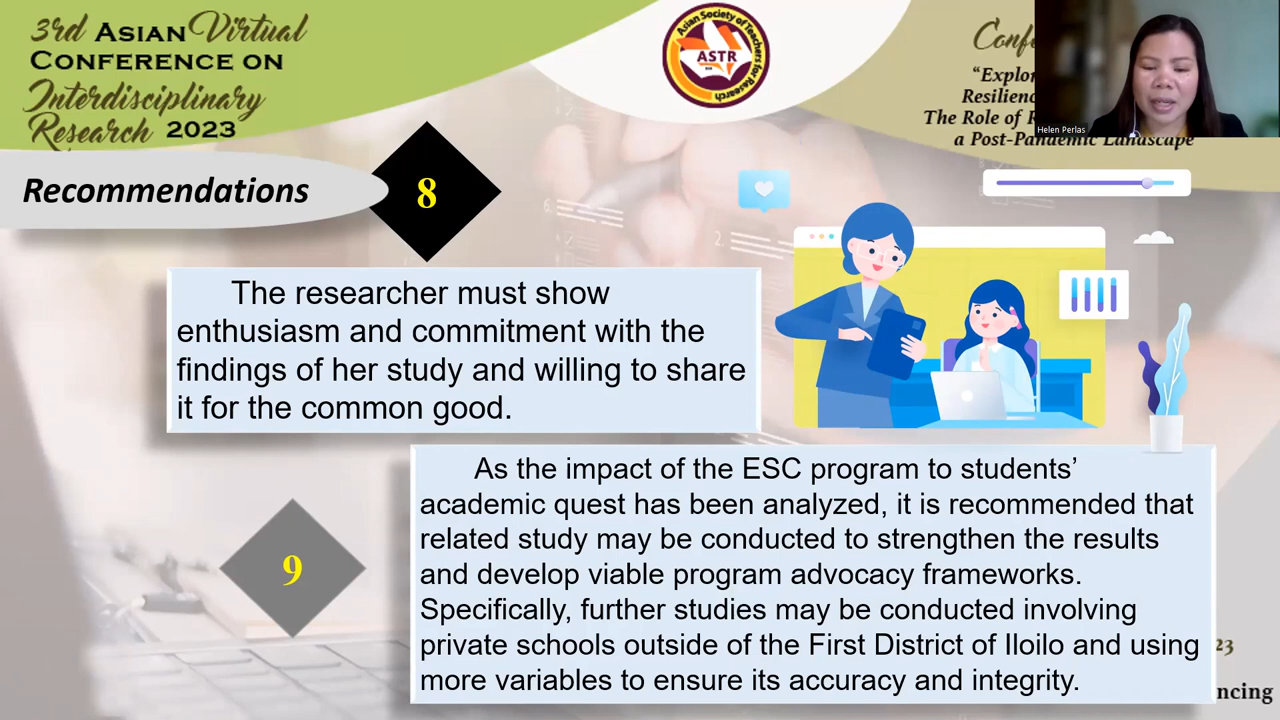 3rd ASIAN Virtual
CONFERENCE ON
Interdisciplinary
Research 2023
Asian Society of Teachers for Research
ASTR
Helen Perlas
The Role of
a Post-Pandemic Landscape
Recommendations
8
The researcher must show
enthusiasm and commitment with the
findings of her study and willing to share
it for the common good.
9
As the impact of the ESC program to students’
academic quest has been analyzed, it is recommended that
related study may be conducted to strengthen the results
and develop viable program advocacy frameworks.
Specifically, further studies may be conducted involving
private schools outside of the First District of Iloilo and using
more variables to ensure its accuracy and integrity.